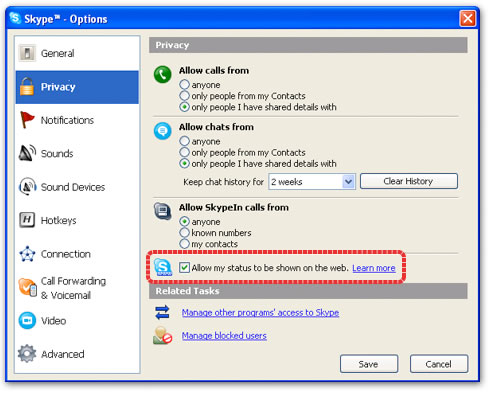 Skype™ - Options
General
Privacy
Notifications
Sounds
Sound Devices
Hotkeys
Connection
Call Forwarding
& Voicemail
Video
Advanced
Privacy
Allow calls from
anyone
only people from my Contacts
only people I have shared details with
Allow chats from
anyone
only people from my Contacts
only people I have shared details with
Keep chat history for 2 weeks Clear History
Allow SkypeIn calls from
anyone
known numbers
my contacts
Allow my status to be shown on the web. Learn more
Related Tasks
Manage other programs' access to Skype
Manage blocked users
Save Cancel